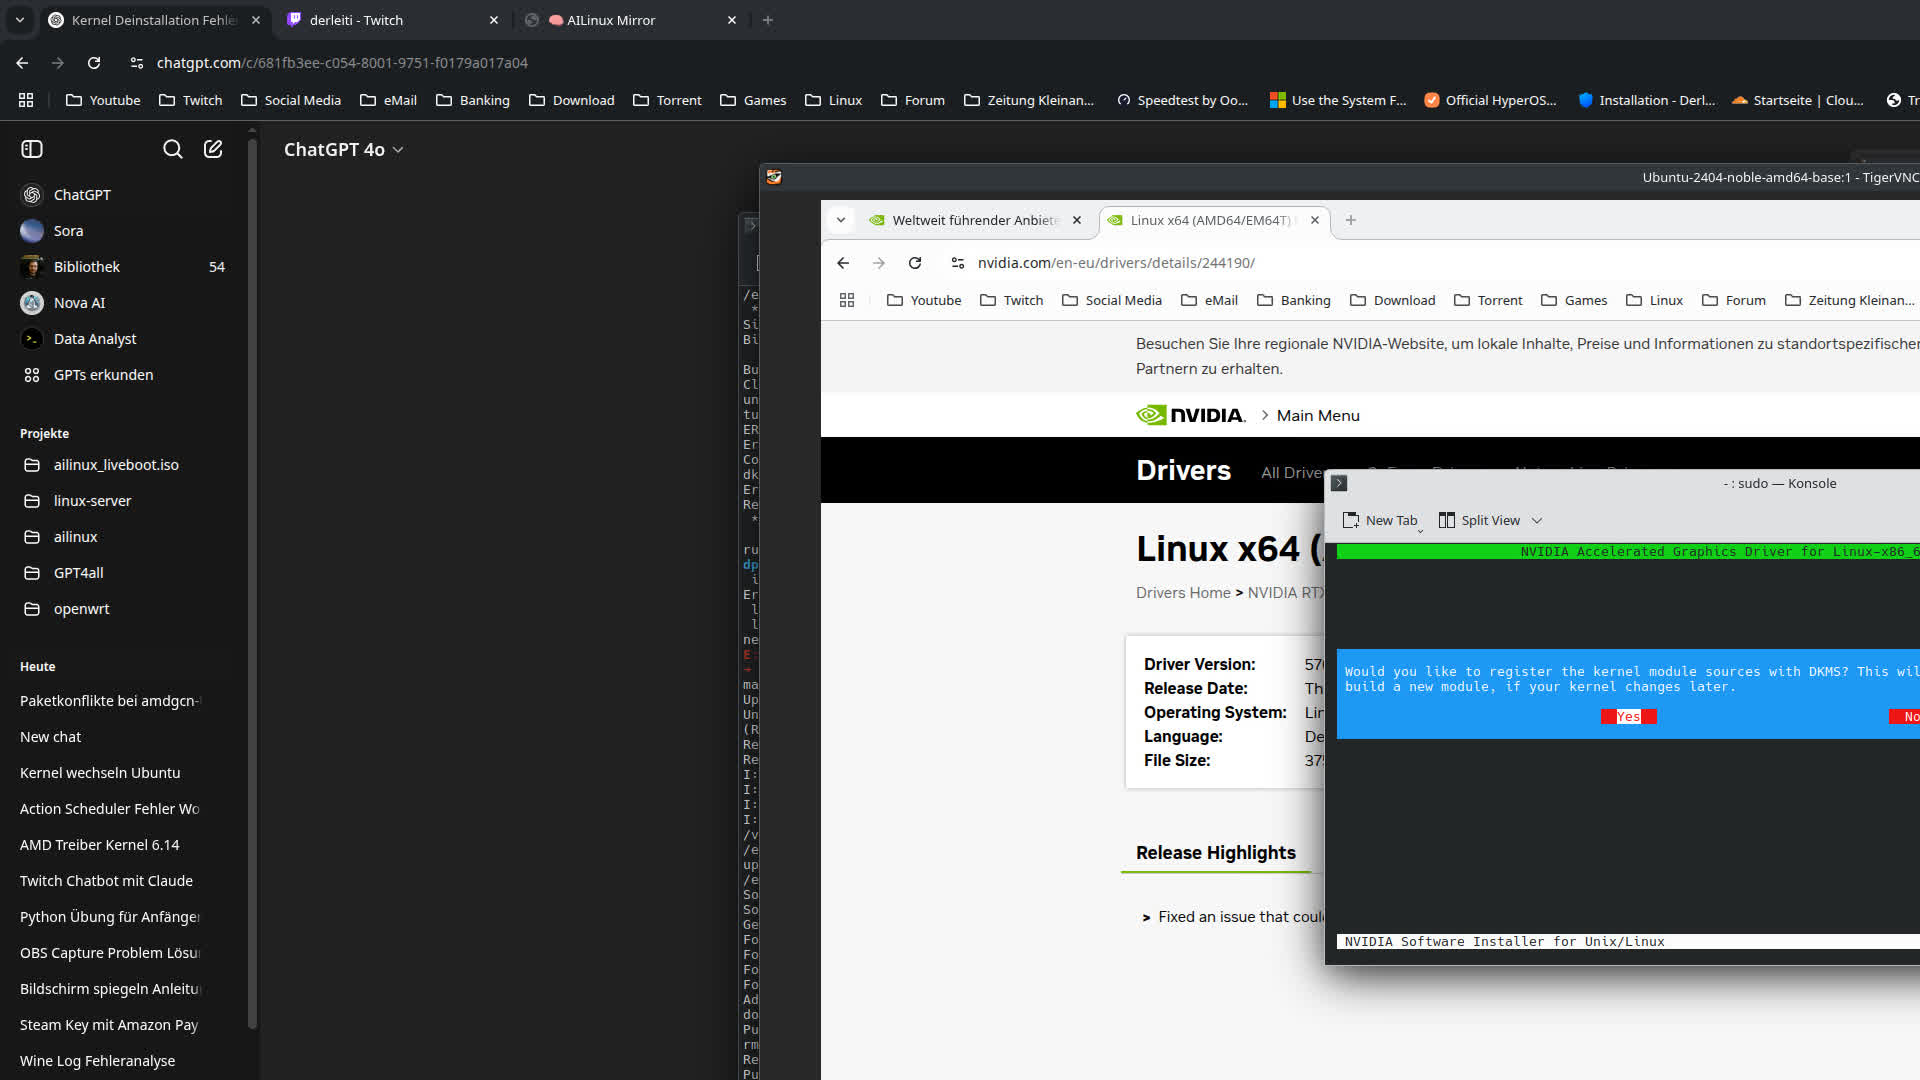 Kernel Deinstallation Fehle
derleiti - Twitch
AILinux Mirror
chatgpt.com/c/681fb3ee-c054-8001-9751-f0179a017a04
Youtube
Twitch
Social Media
eMail
Banking
Download
Torrent
Games
Linux
Forum
Zeitung Kleinan...
Speedtest by Oo...
Use the System F...
Official HyperOS...
Installation - Derl...
Startseite | Clou...
Tr
ChatGPT 4o
ChatGPT
Sora
Bibliothek 54
Nova AI
Data Analyst
GPTs erkunden
Projekte
ailinux_liveboot.iso
linux-server
ailinux
GPT4all
openwrt
Heute
Paketkonflikte bei amdgcn-
New chat
Kernel wechseln Ubuntu
Action Scheduler Fehler Wo
AMD Treiber Kernel 6.14
Twitch Chatbot mit Claude
Python Übung für Anfänger
OBS Capture Problem Lösu
Bildschirm spiegeln Anleitu
Steam Key mit Amazon Pay
Wine Log Fehleranalyse
/e
*
Si
Bi
Bu
Cl
un
tu
ER
Er
Co
dk
Er
Re
*
ru
dp
i
Er
l
l
ne
E
ma
Up
Un
(R
Re
Re
I:
I:
I:
I:
/v
/e
up
/e
So
So
Ge
Fo
Fo
Fo
Fo
Ad
do
Pu
rm
Re
Pu
Ubuntu-2404-noble-amd64-base:1 - TigerVNC
Weltweit führender Anbiete
Linux x64 (AMD64/EM64T)
nvidia.com/en-eu/drivers/details/244190/
Youtube
Twitch
Social Media
eMail
Banking
Download
Torrent
Games
Linux
Forum
Zeitung Kleinan...
Besuchen Sie Ihre regionale NVIDIA-Website, um lokale Inhalte, Preise und Informationen zu standortspezifischen
Partnern zu erhalten.
NVIDIA. > Main Menu
Drivers
All Driver
Linux x64 (
Drivers Home > NVIDIA RTX
Driver Version: 570
Release Date: Th
Operating System: Lin
Language: De
File Size: 375
Release Highlights
> Fixed an issue that coul
- : sudo — Konsole
New Tab
Split View
NVIDIA Accelerated Graphics Driver for Linux-x86_6
Would you like to register the kernel module sources with DKMS? This wil
build a new module, if your kernel changes later.
Yes
No
NVIDIA Software Installer for Unix/Linux